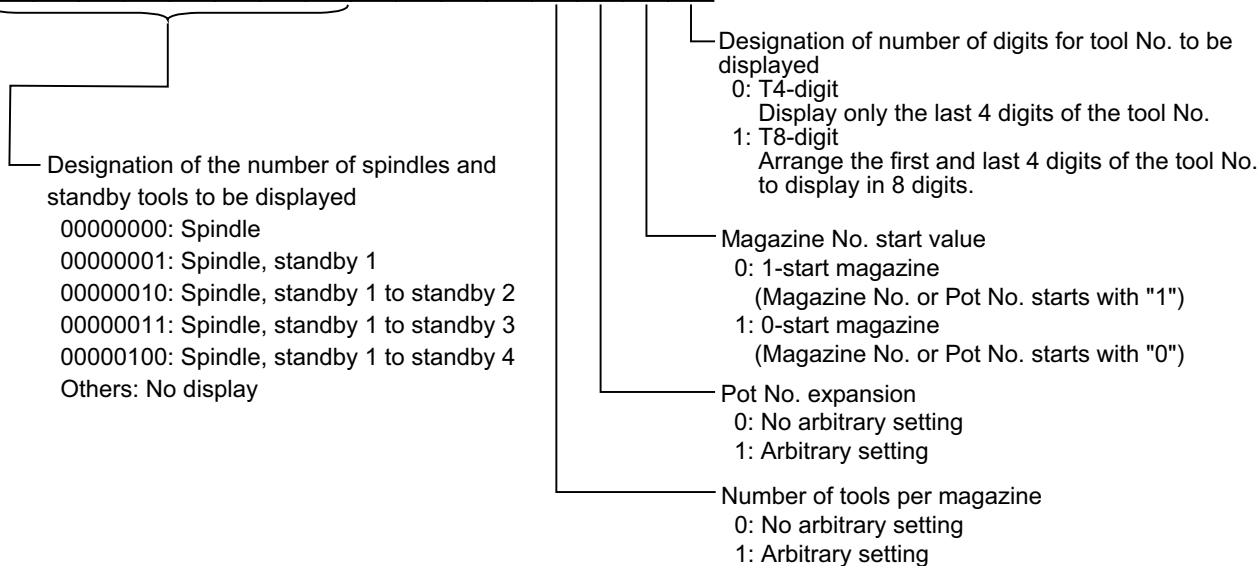 Designation of number of digits for tool No. to be
displayed
0: T4-digit
Display only the last 4 digits of the tool No.
1: T8-digit
Arrange the first and last 4 digits of the tool No.
to display in 8 digits.
Designation of the number of spindles and
standby tools to be displayed
00000000: Spindle
00000001: Spindle, standby 1
00000010: Spindle, standby 1 to standby 2
00000011: Spindle, standby 1 to standby 3
00000100: Spindle, standby 1 to standby 4
Others: No display
Magazine No. start value
0: 1-start magazine
(Magazine No. or Pot No. starts with "1")
1: 0-start magazine
(Magazine No. or Pot No. starts with "0")
Pot No. expansion
0: No arbitrary setting
1: Arbitrary setting
Number of tools per magazine
0: No arbitrary setting
1: Arbitrary setting